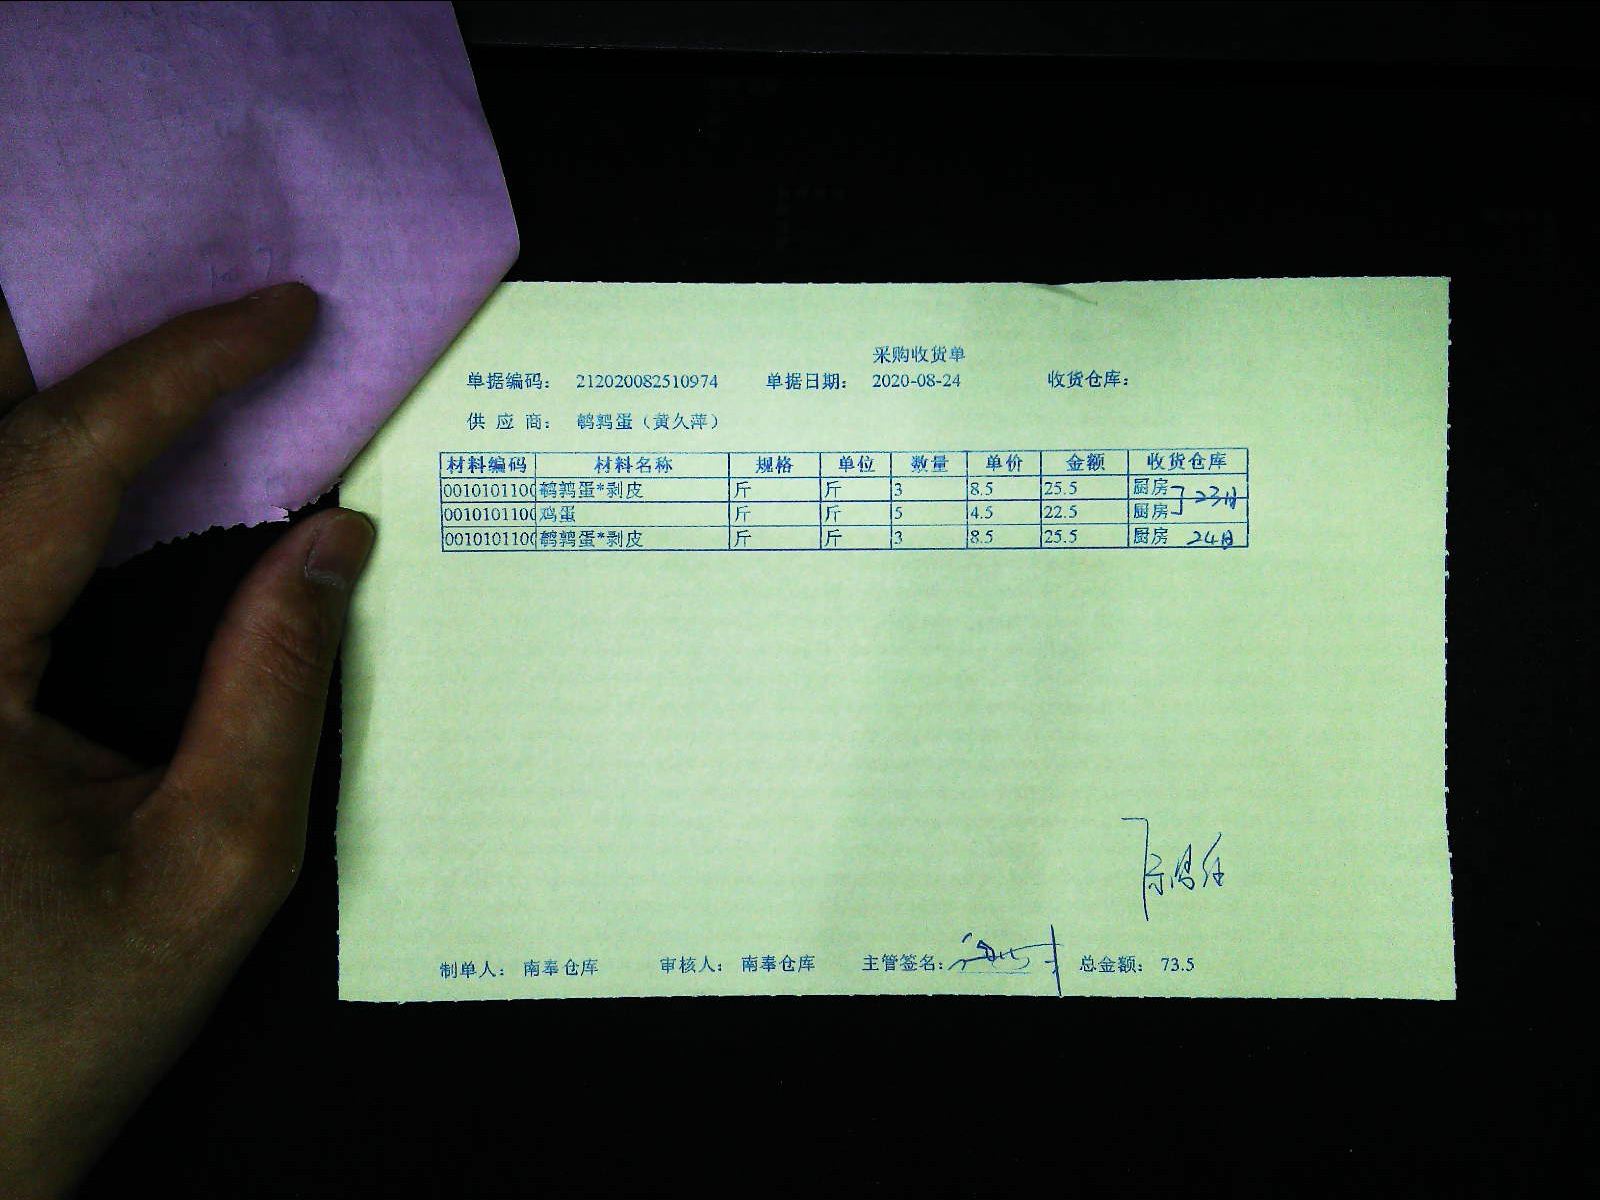 采购收货单
单据编码： 212020082510974 单据日期： 2020-08-24 收货仓库：
供 应 商： 鹌鹑蛋（黄久萍）
材料编码 材料名称 规格 单位 数量 单价 金额 收货仓库
0010101100 鹌鹑蛋*剥皮 斤 斤 3 8.5 25.5 厨房
0010101100 鸡蛋 斤 斤 5 4.5 22.5 厨房 23日
0010101100 鹌鹑蛋*剥皮 斤 斤 3 8.5 25.5 厨房 24日
制单人： 南奉仓库 审核人： 南奉仓库 主管签名： 总金额： 73.5